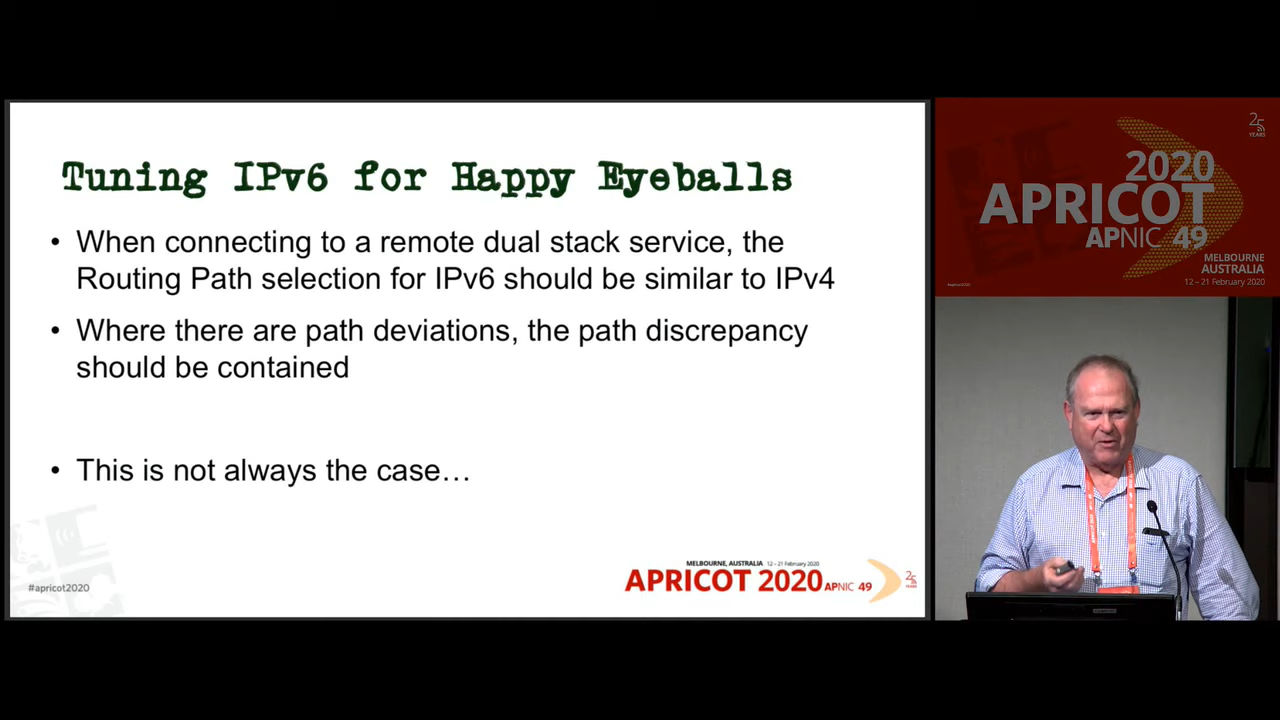 Tuning IPv6 for Happy Eyeballs
• When connecting to a remote dual stack service, the
Routing Path selection for IPv6 should be similar to IPv4
• Where there are path deviations, the path discrepancy
should be contained
• This is not always the case…
#apricot2020
MELBOURNE, AUSTRALIA 12 – 21 February 2020
APRICOT 2020 APNIC 49
25
YEARS
25
YEARS
2020
APRICOT
APNIC 49
MELBOURNE
AUSTRALIA
12 – 21 February 2020
#apricot2020